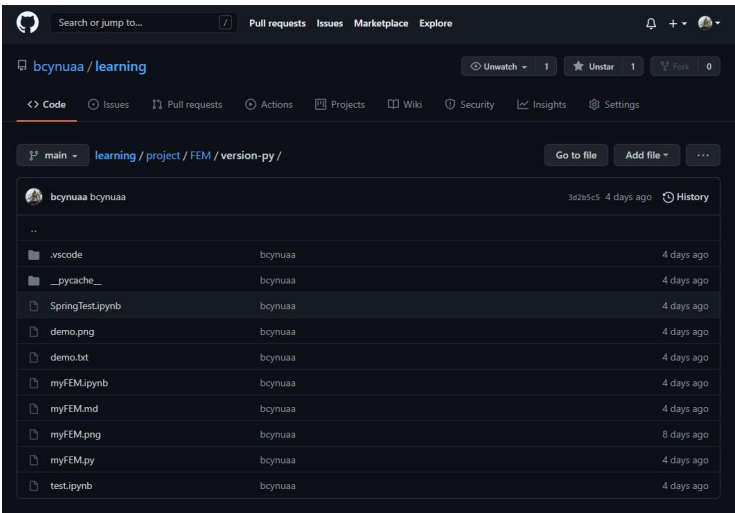 Search or jump to... / Pull requests Issues Marketplace Explore
bcynuaa / learning Unwatch 1 Unstar 1 Fork 0
<> Code Issues Pull requests Actions Projects Wiki Security Insights Settings
main learning / project / FEM / version-py / Go to file Add file ...
bcynuaa bcynuaa 3d2b5c5 4 days ago History
..
.vscode bcynuaa 4 days ago
__pycache__ bcynuaa 4 days ago
SpringTest.ipynb bcynuaa 4 days ago
demo.png bcynuaa 4 days ago
demo.txt bcynuaa 4 days ago
myFEM.ipynb bcynuaa 4 days ago
myFEM.md bcynuaa 4 days ago
myFEM.png bcynuaa 8 days ago
myFEM.py bcynuaa 4 days ago
test.ipynb bcynuaa 4 days ago